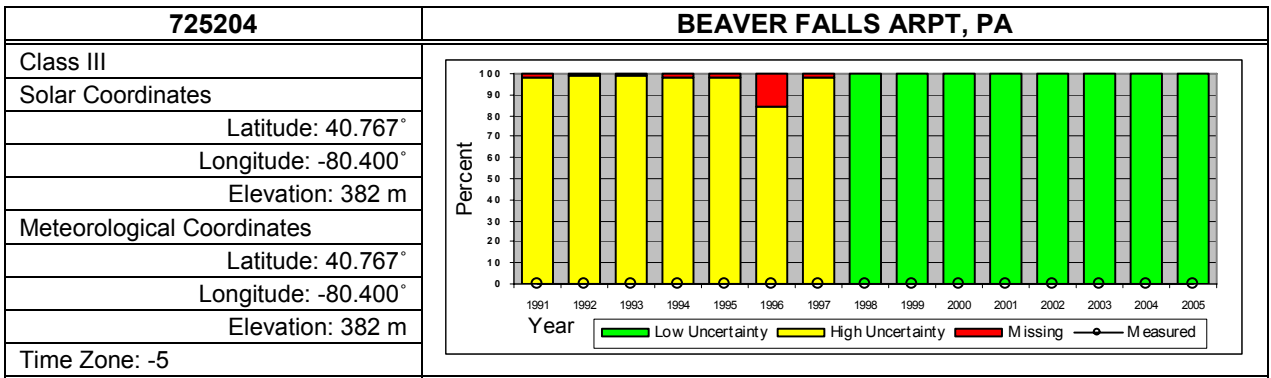 725204
BEAVER FALLS ARPT, PA
Class III
Solar Coordinates
Latitude: 40.767°
Longitude: -80.400°
Elevation: 382 m
Meteorological Coordinates
Latitude: 40.767°
Longitude: -80.400°
Elevation: 382 m
Time Zone: -5
Percent
100
90
80
70
60
50
40
30
20
10
0
1991 1992 1993 1994 1995 1996 1997 1998 1999 2000 2001 2002 2003 2004 2005
Year
Low Uncertainty High Uncertainty Missing Measured